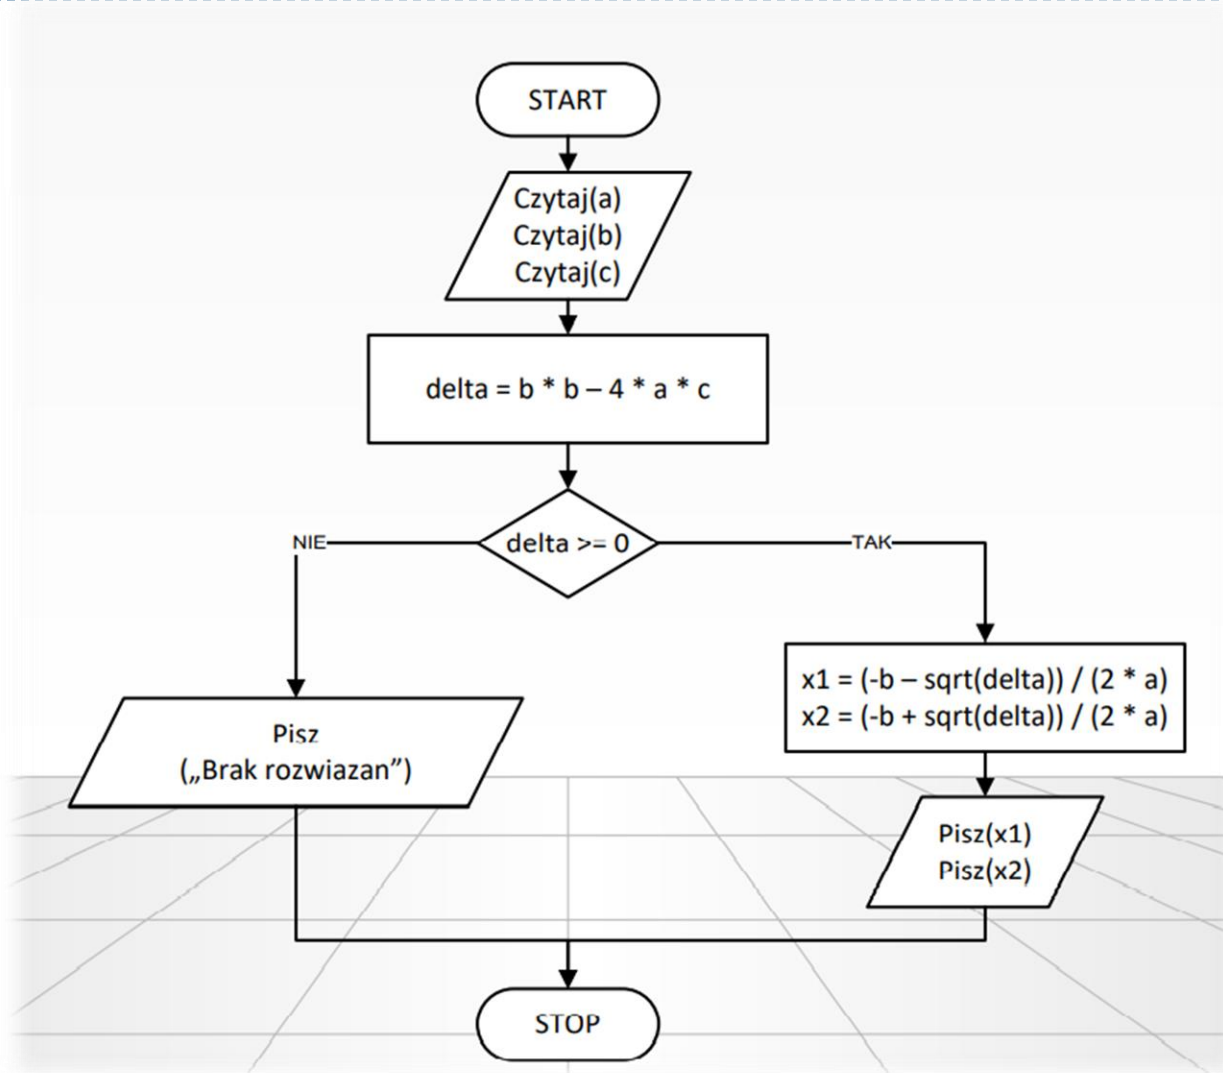 START
Czytaj(a)
Czytaj(b)
Czytaj(c)
delta = b * b – 4 * a * c
delta >= 0
NIE
TAK
x1 = (-b – sqrt(delta)) / (2 * a)
x2 = (-b + sqrt(delta)) / (2 * a)
Pisz
(„Brak rozwiazan”)
Pisz(x1)
Pisz(x2)
STOP